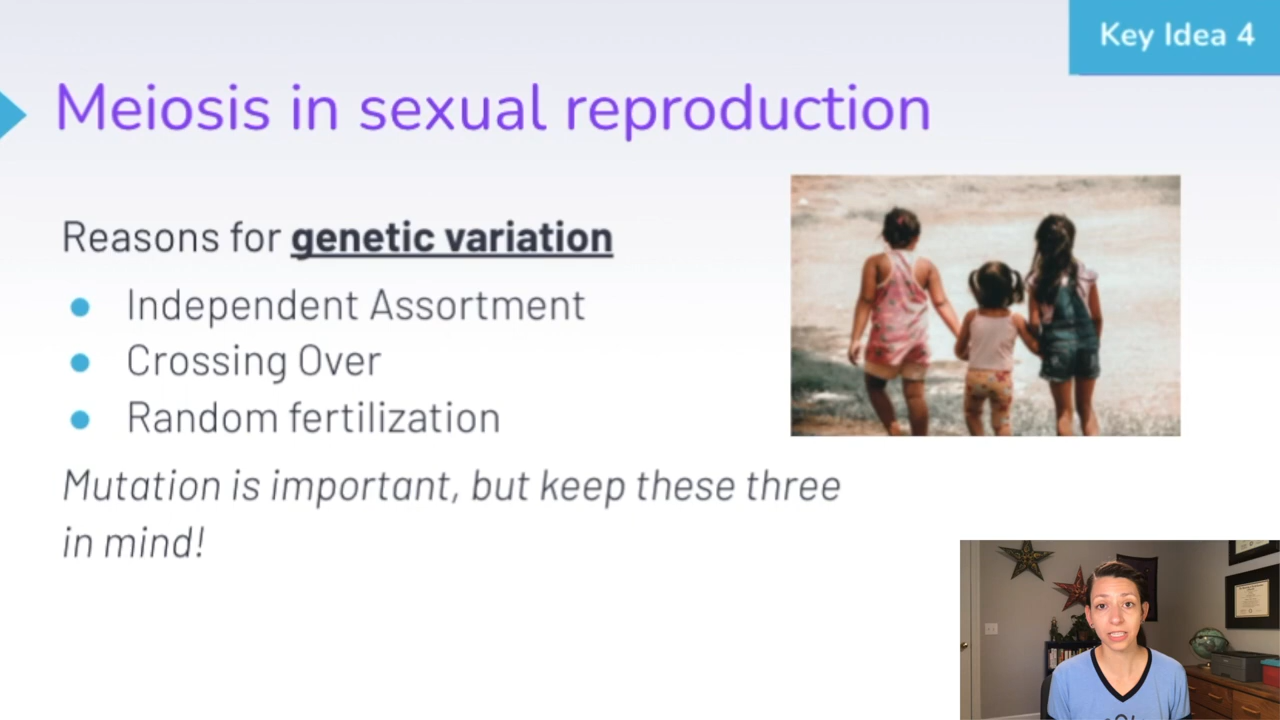 Key Idea 4
Meiosis in sexual reproduction
Reasons for genetic variation
Independent Assortment
Crossing Over
Random fertilization
Mutation is important, but keep these three
in mind!